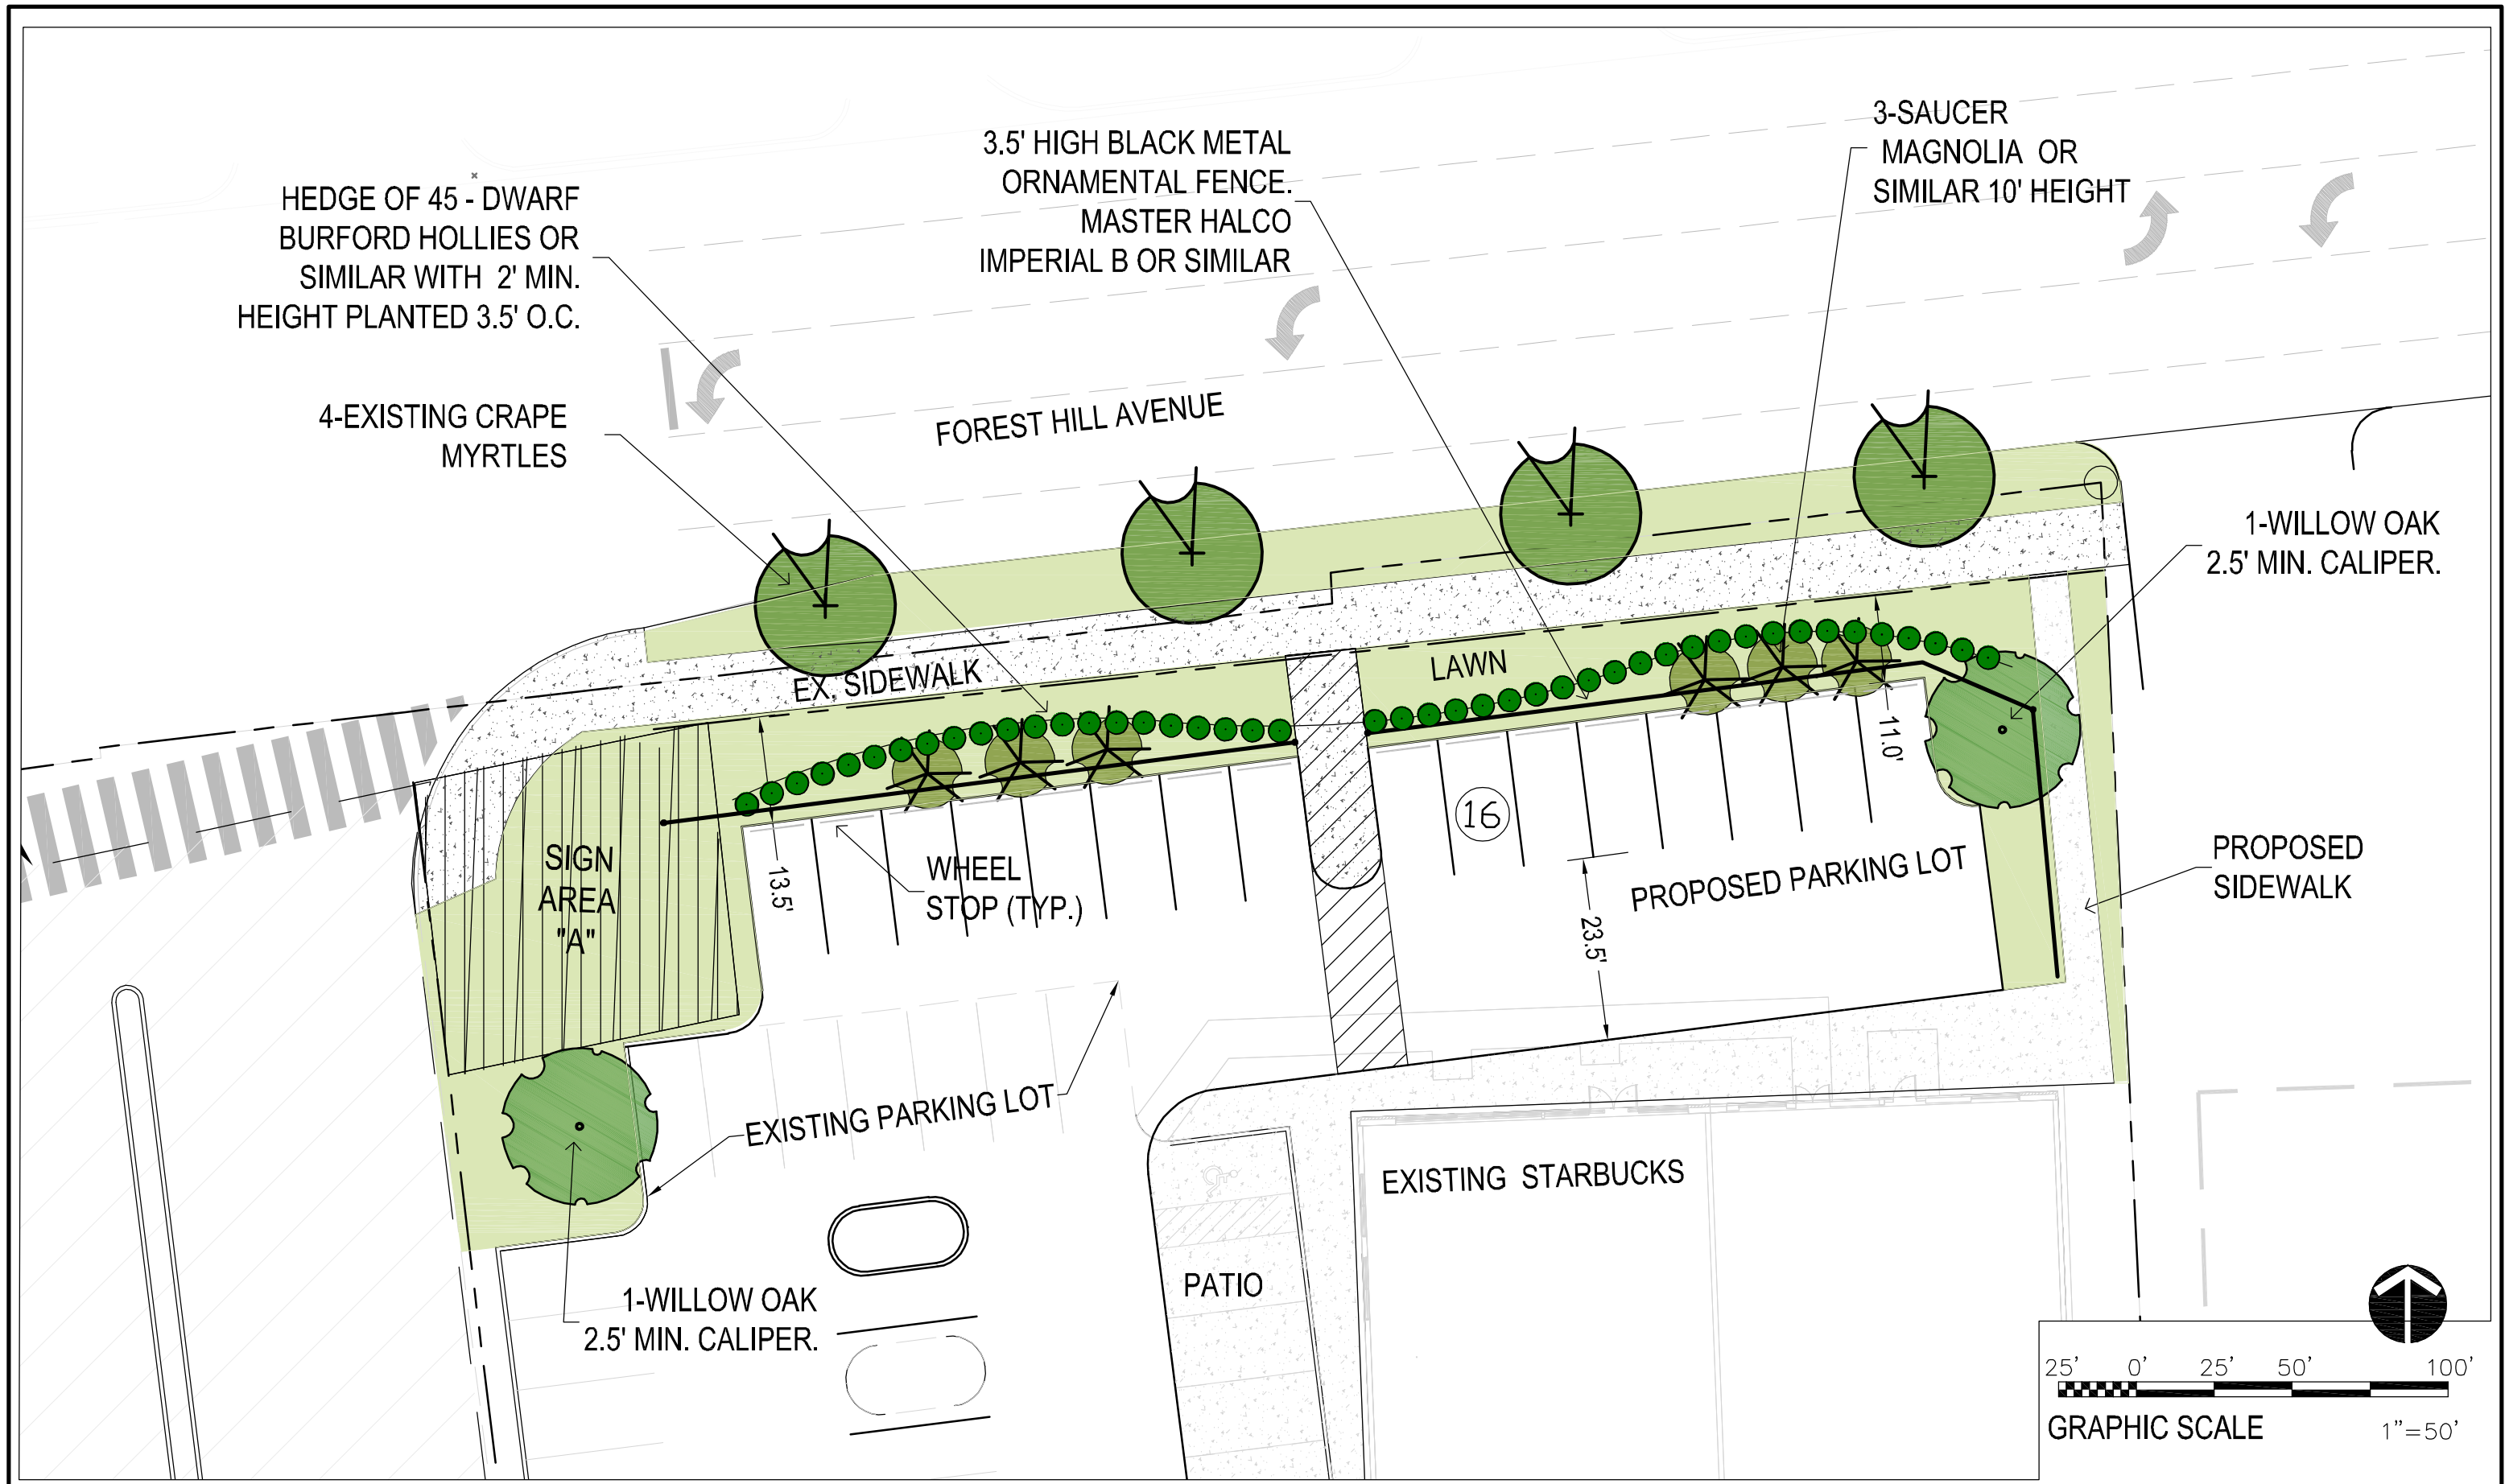 HEDGE OF 45 - DWARF
BURFORD HOLLIES OR
SIMILAR WITH 2' MIN.
HEIGHT PLANTED 3.5' O.C.
3.5' HIGH BLACK METAL
ORNAMENTAL FENCE.
MASTER HALCO
IMPERIAL B OR SIMILAR
3-SAUCER
MAGNOLIA OR
SIMILAR 10' HEIGHT
4-EXISTING CRAPE
MYRTLES
FOREST HILL AVENUE
1-WILLOW OAK
2.5' MIN. CALIPER.
EX. SIDEWALK
LAWN
11.0'
SIGN
AREA
"A"
13.5'
WHEEL
STOP (TYP.)
16
PROPOSED PARKING LOT
23.5'
PROPOSED
SIDEWALK
EXISTING PARKING LOT
EXISTING STARBUCKS
PATIO
1-WILLOW OAK
2.5' MIN. CALIPER.
25' 0' 25' 50' 100'
GRAPHIC SCALE 1"=50'